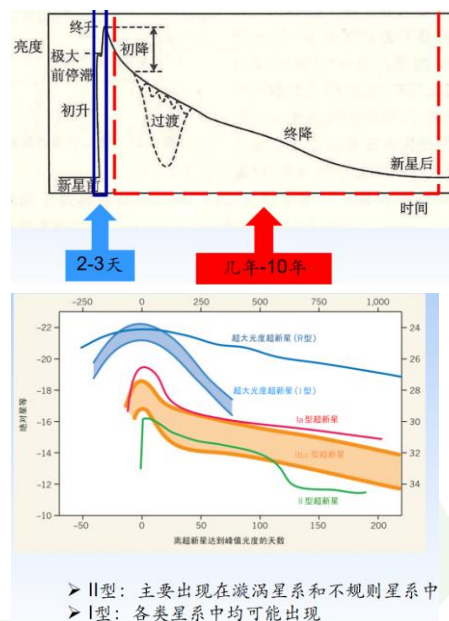 终升
亮度
极大
前停滞
初降
初升
过渡
终降
新星前
新星后
时间
2-3天
几年-10年
-250 0 250 500 750 1,000
-22 24
-20 26
-18 28
-16 30
-14 32
-12 34
-10
绝对星等
超大光度超新星(R型)
超大光度超新星(I型)
Ia型超新星
型超新星
II型超新星
-50 0 50 100 150 200
离超新星达到峰值光度的天数
➤ II型：主要出现在漩涡星系和不规则星系中
➤ I型：各类星系中均可能出现